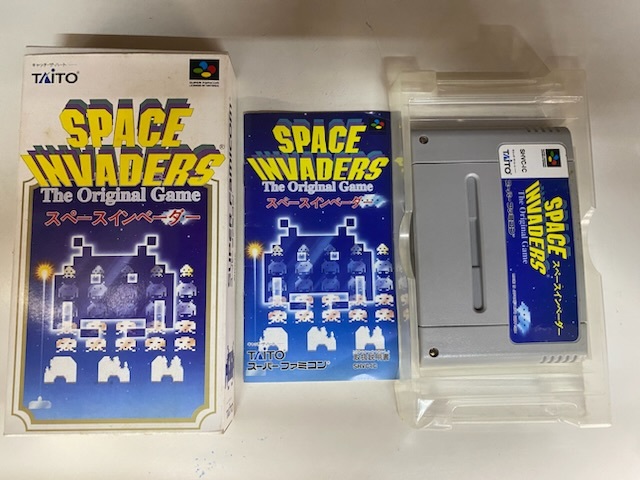 TAITO
SPACE
INVADERS
The Original Game
スペースインベーダー
SPACE
INVADERS
The Original Game
スペースインベーダー
TAITO
スーパーファミコン
SHVC-IC
SHVC-IC
TAITO
SPACE
INVADERS
The Original Game
スペースインベーダー